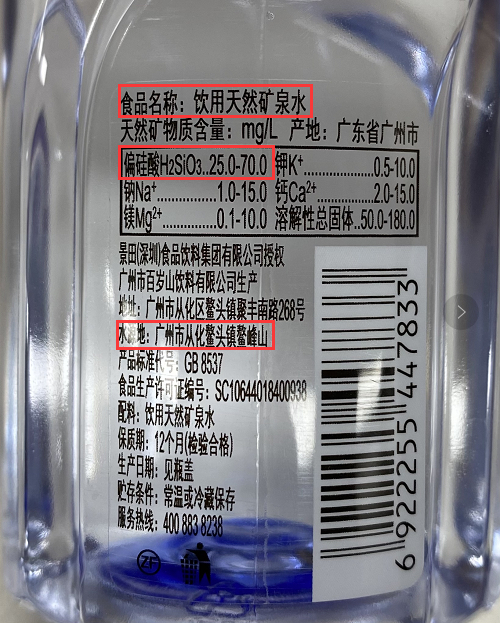 食品名称：饮用天然矿泉水
天然矿物质含量：mg/L 产地：广东省广州市
偏硅酸H₂SiO₃..25.0-70.0 钾K⁺..............0.5-10.0
钠Na⁺..............1.0-15.0 钙Ca²⁺............2.0-15.0
镁Mg²⁺............0.1-10.0 溶解性总固体..50.0-180.0
景田(深圳)食品饮料集团有限公司授权
广州市百岁山饮料有限公司生产
地址：广州市从化区鳌头镇聚丰南路268号
水源地：广州市从化鳌头镇鳌峰山
产品标准代号：GB 8537
食品生产许可证编号：SC10644018400938
配料：饮用天然矿泉水
保质期：12个月(检验合格)
生产日期：见瓶盖
贮存条件：常温或冷藏保存
服务热线：400 883 8238
ZF
6922255447833